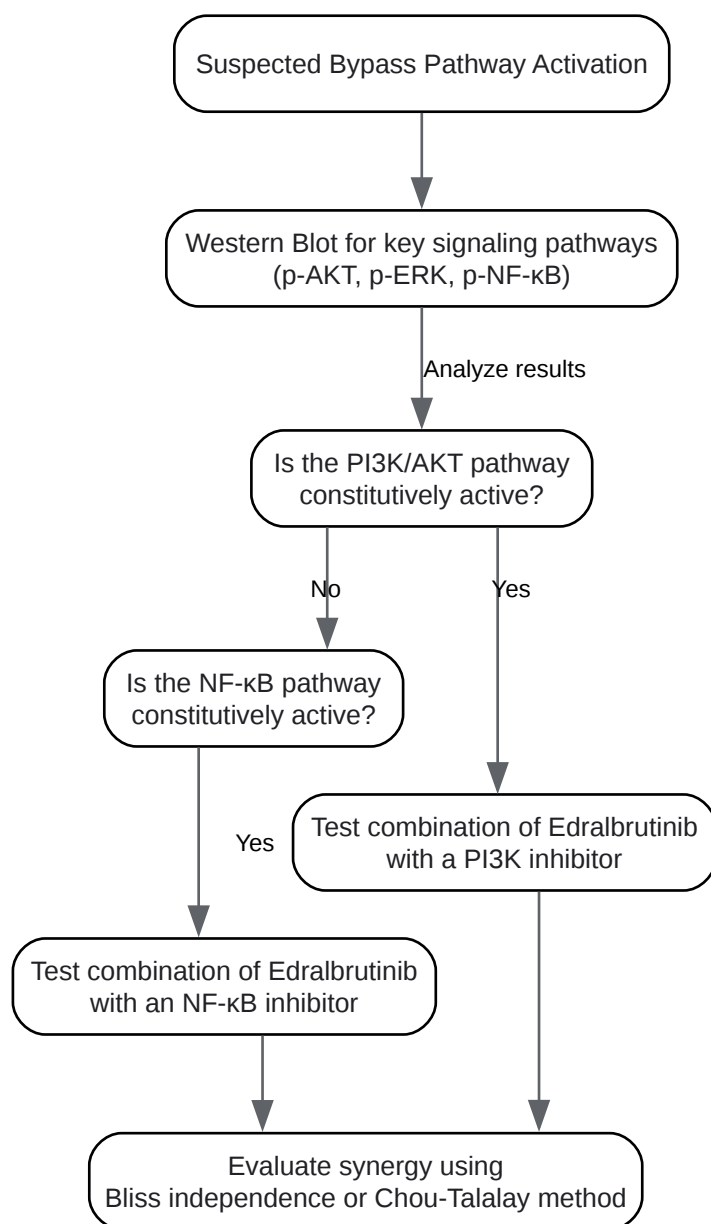 Suspected Bypass Pathway Activation
Western Blot for key signaling pathways
(p-AKT, p-ERK, p-NF-κB)
Analyze results
Is the PI3K/AKT pathway
constitutively active?
No
Yes
Is the NF-κB pathway
constitutively active?
Test combination of Edralbrutinib
with a PI3K inhibitor
Yes
Test combination of Edralbrutinib
with an NF-κB inhibitor
Evaluate synergy using
Bliss independence or Chou-Talalay method